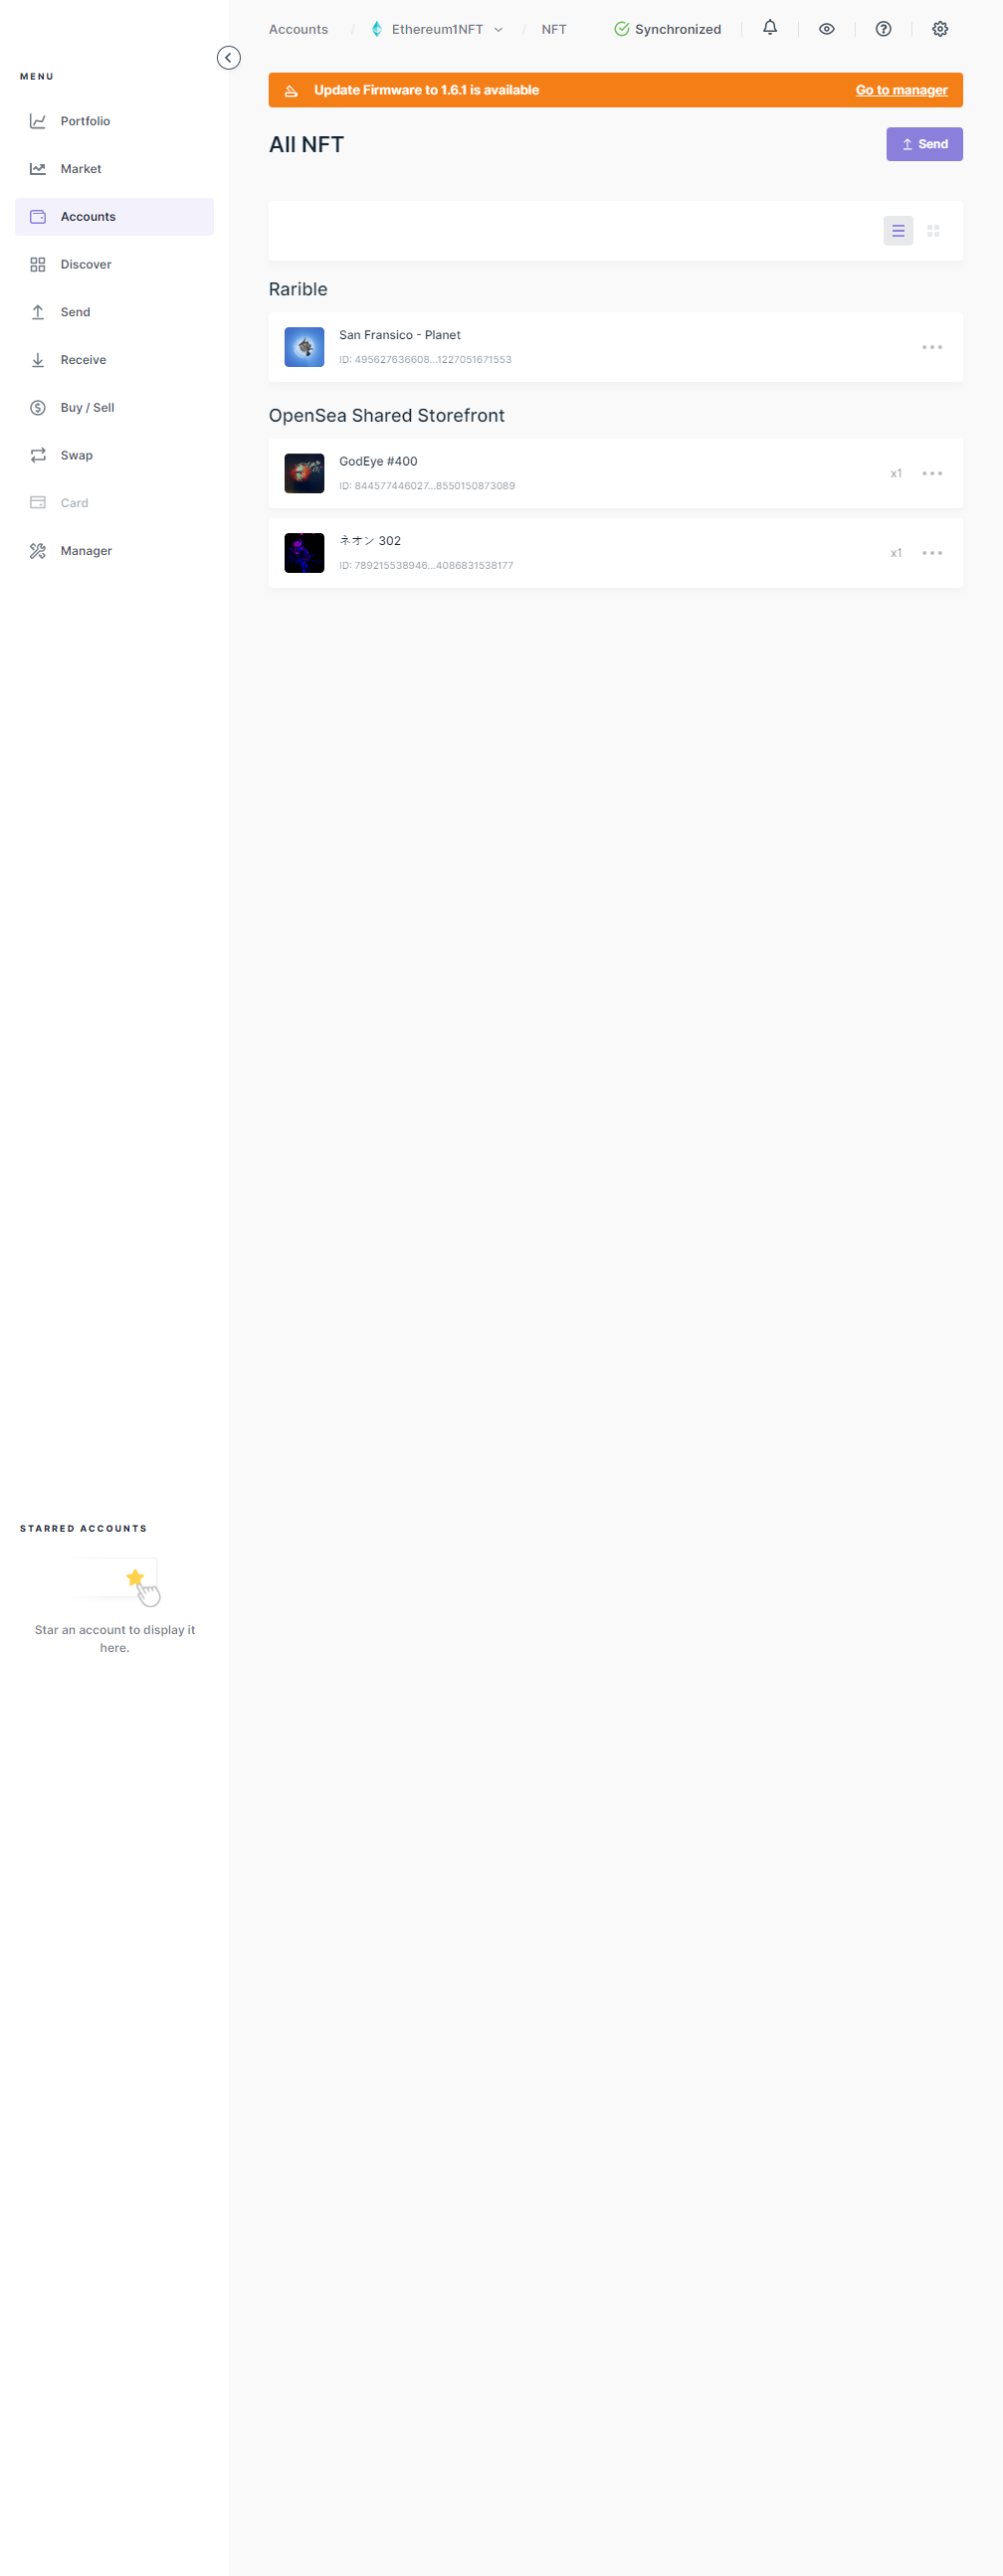 Accounts / Ethereum1NFT / NFT
Synchronized
MENU
Portfolio
Market
Accounts
Discover
Send
Receive
Buy / Sell
Swap
Card
Manager
STARRED ACCOUNTS
Star an account to display it
here.
Update Firmware to 1.6.1 is available
Go to manager
All NFT
Send
Rarible
San Fransico - Planet
ID: 495627636608...1227051671553
OpenSea Shared Storefront
GodEye #400
ID: 844577446027...8550150873089
x1
ネオン 302
ID: 789215538946...4086831538177
x1